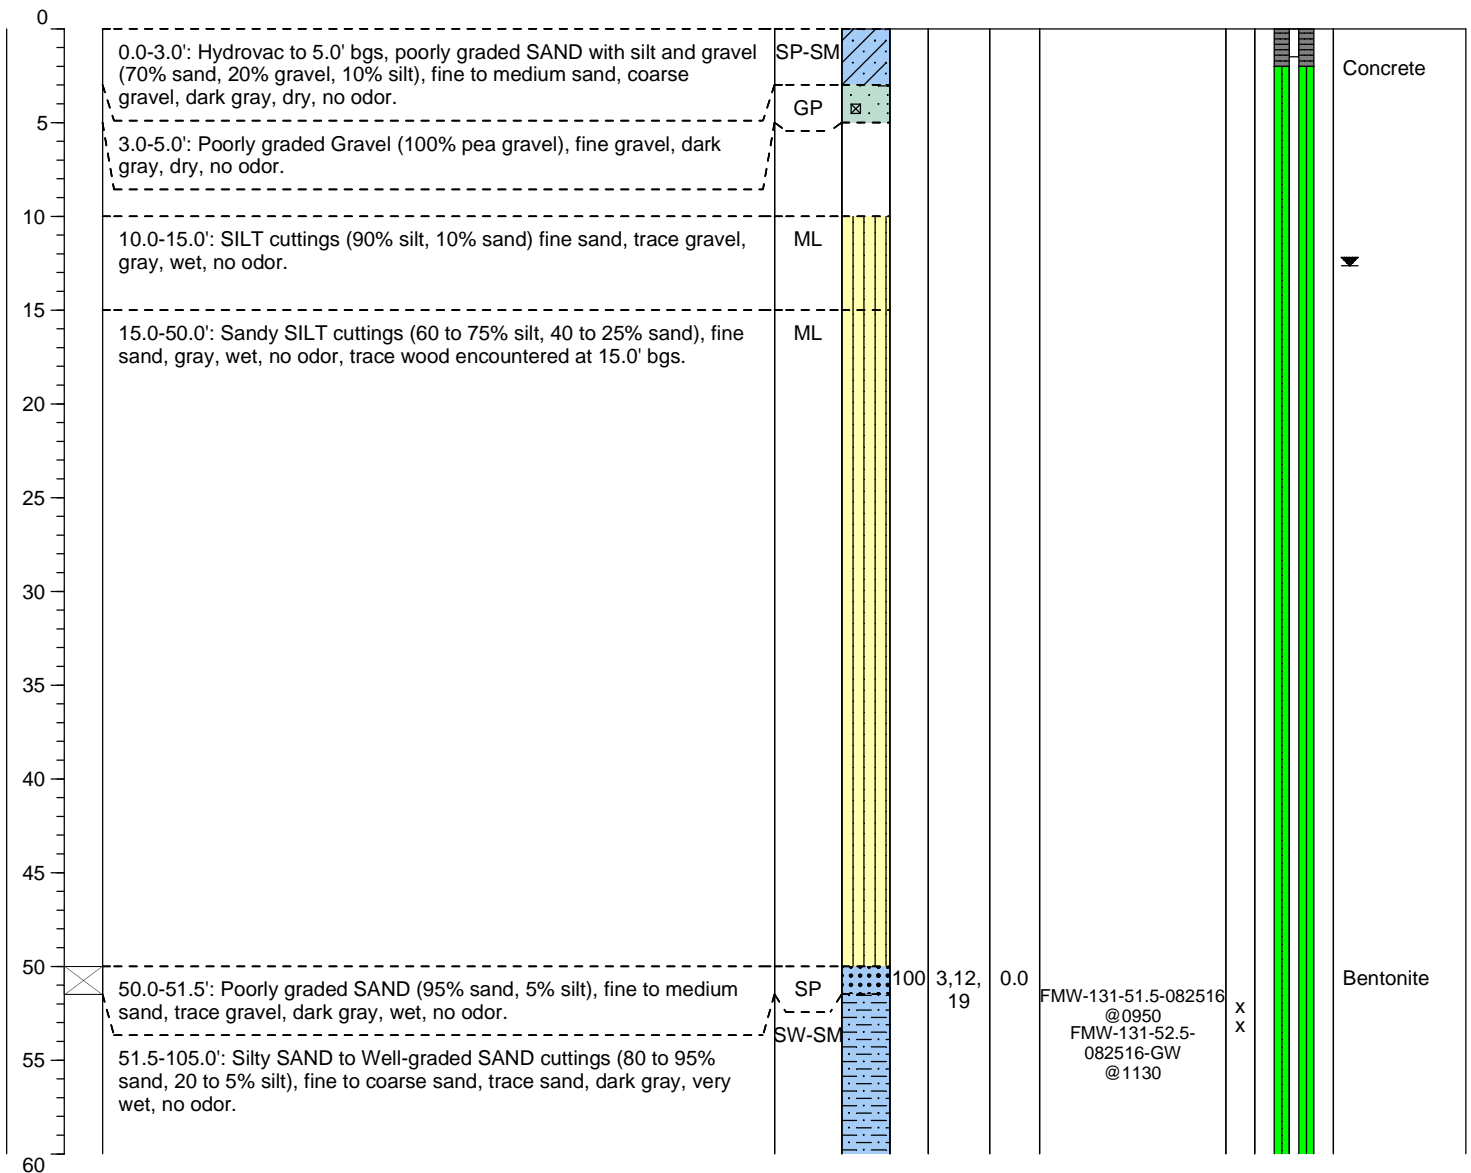 0
0.0-3.0': Hydrovac to 5.0' bgs, poorly graded SAND with silt and gravel
(70% sand, 20% gravel, 10% silt), fine to medium sand, coarse
gravel, dark gray, dry, no odor.
SP-SM
Concrete
GP
5
3.0-5.0': Poorly graded Gravel (100% pea gravel), fine gravel, dark
gray, dry, no odor.
10
10.0-15.0': SILT cuttings (90% silt, 10% sand) fine sand, trace gravel,
gray, wet, no odor.
ML
15
15.0-50.0': Sandy SILT cuttings (60 to 75% silt, 40 to 25% sand), fine
sand, gray, wet, no odor, trace wood encountered at 15.0' bgs.
ML
20
25
30
35
40
45
50
50.0-51.5': Poorly graded SAND (95% sand, 5% silt), fine to medium
sand, trace gravel, dark gray, wet, no odor.
SP
100
3,12,
19
0.0
FMW-131-51.5-082516
@0950
FMW-131-52.5-
082516-GW
@1130
x
x
Bentonite
SW-SM
55
51.5-105.0': Silty SAND to Well-graded SAND cuttings (80 to 95%
sand, 20 to 5% silt), fine to coarse sand, trace sand, dark gray, very
wet, no odor.
60